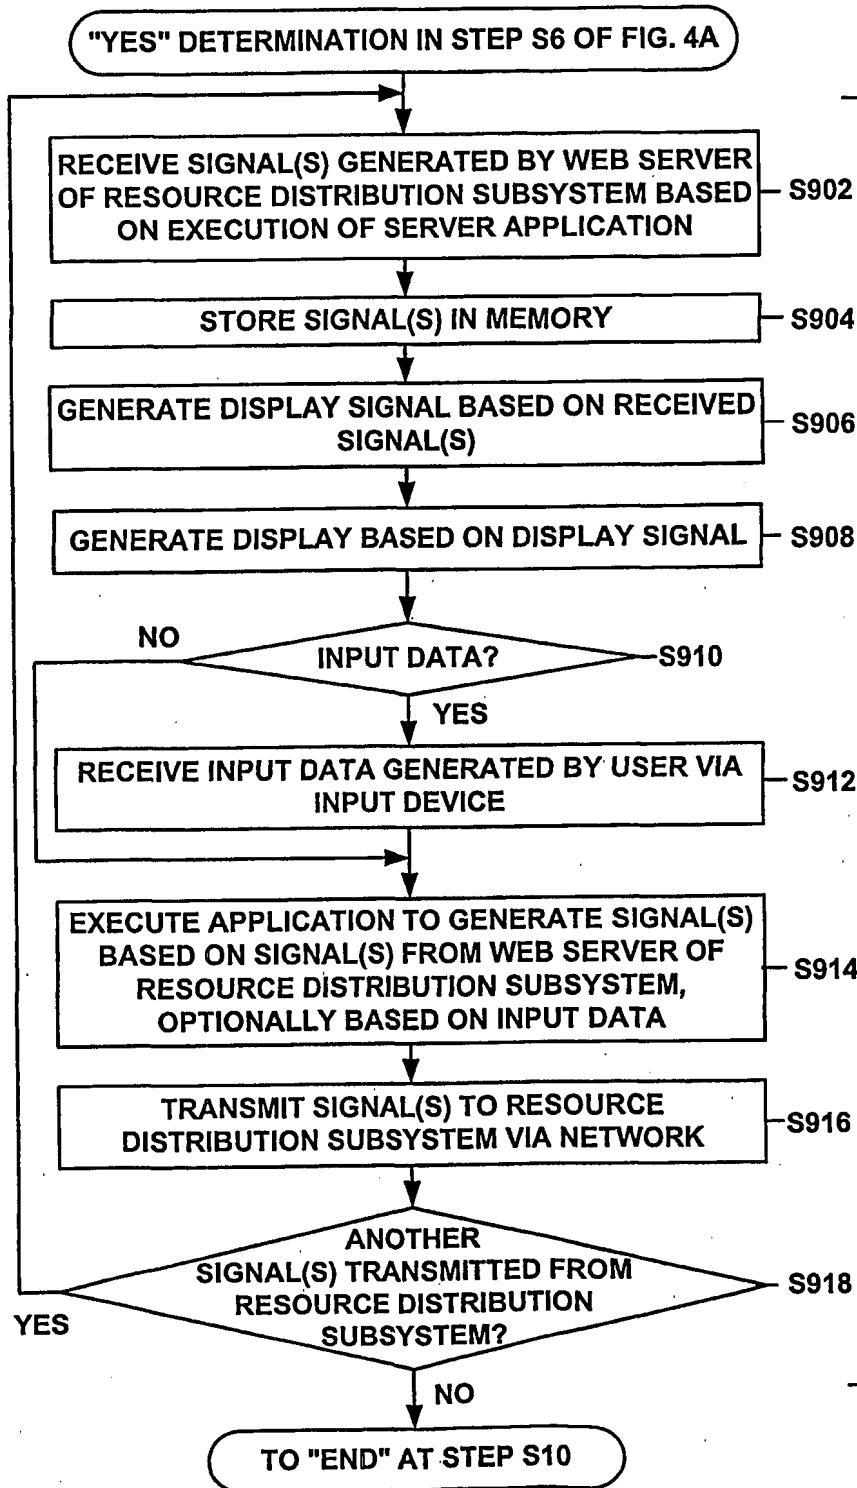 "YES" DETERMINATION IN STEP S6 OF FIG. 4A
RECEIVE SIGNAL(S) GENERATED BY WEB SERVER
OF RESOURCE DISTRIBUTION SUBSYSTEM BASED
ON EXECUTION OF SERVER APPLICATION
S902
STORE SIGNAL(S) IN MEMORY
S904
GENERATE DISPLAY SIGNAL BASED ON RECEIVED
SIGNAL(S)
S906
GENERATE DISPLAY BASED ON DISPLAY SIGNAL
S908
NO
INPUT DATA?
S910
YES
RECEIVE INPUT DATA GENERATED BY USER VIA
INPUT DEVICE
S912
EXECUTE APPLICATION TO GENERATE SIGNAL(S)
BASED ON SIGNAL(S) FROM WEB SERVER OF
RESOURCE DISTRIBUTION SUBSYSTEM,
OPTIONALLY BASED ON INPUT DATA
S914
TRANSMIT SIGNAL(S) TO RESOURCE
DISTRIBUTION SUBSYSTEM VIA NETWORK
S916
ANOTHER
SIGNAL(S) TRANSMITTED FROM
RESOURCE DISTRIBUTION
SUBSYSTEM?
S918
YES
NO
TO "END" AT STEP S10